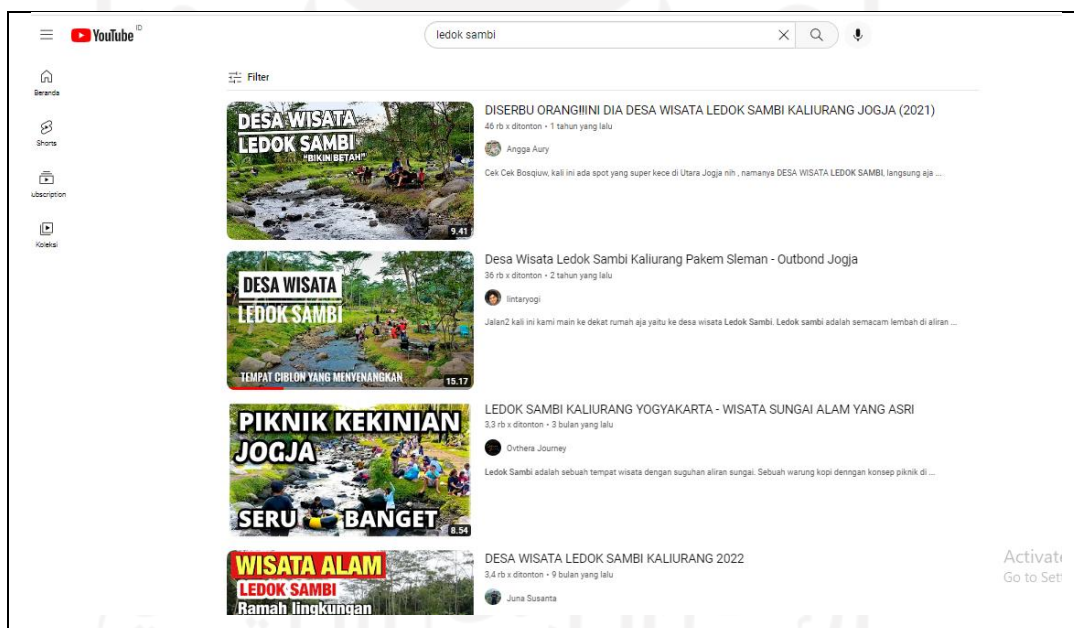 YouTube ID
ledok sambi
Beranda
Shorts
ubscription
Koleksi
Filter
DESA WISATA
LEDOK SAMBI
"BIKIN BETAH"
9.41
DISERBU ORANG!!!INI DIA DESA WISATA LEDOK SAMBI KALIURANG JOGJA (2021)
46 rb x ditonton • 1 tahun yang lalu
Angga Aury
Cek Cek Bosqiuw, kali ini ada spot yang super kece di Utara Jogja nih , namanya DESA WISATA LEDOK SAMBI, langsung aja ...
DESA WISATA
LEDOK SAMBI
TEMPAT CIBLON YANG MENYENANGKAN
15.17
Desa Wisata Ledok Sambi Kaliurang Pakem Sleman - Outbond Jogja
36 rb x ditonton • 2 tahun yang lalu
lintaryogi
Jalan2 kali ini kami main ke dekat rumah aja yaitu ke desa wisata Ledok Sambi. Ledok sambi adalah semacam lembah di aliran ...
PIKNIK KEKINIAN
JOGJA
SERU BANGET
8.54
LEDOK SAMBI KALIURANG YOGYAKARTA - WISATA SUNGAI ALAM YANG ASRI
3,3 rb x ditonton • 3 bulan yang lalu
Ovthera Journey
Ledok Sambi adalah sebuah tempat wisata dengan suguhan aliran sungai. Sebuah warung kopi denngan konsep piknik di ...
WISATA ALAM
LEDOK SAMBI
Ramah lingkungan
DESA WISATA LEDOK SAMBI KALIURANG 2022
3,4 rb x ditonton • 9 bulan yang lalu
Juna Susanta
Activate
Go to Set